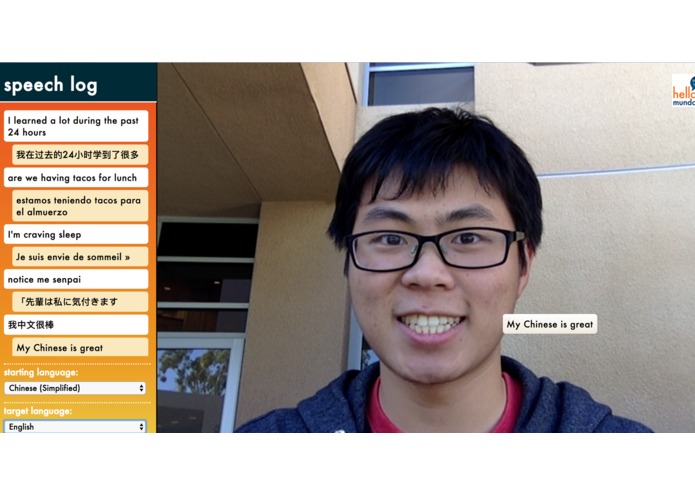 speech log
I learned a lot during the past
24 hours
我在过去的24小时学到了很多
are we having tacos for lunch
estamos teniendo tacos para
el almuerzo
I'm craving sleep
Je suis envie de sommeil »
notice me senpai
「先輩は私に気付きます
我中文很棒
My Chinese is great
starting language:
Chinese (Simplified)
target language:
English
My Chinese is great